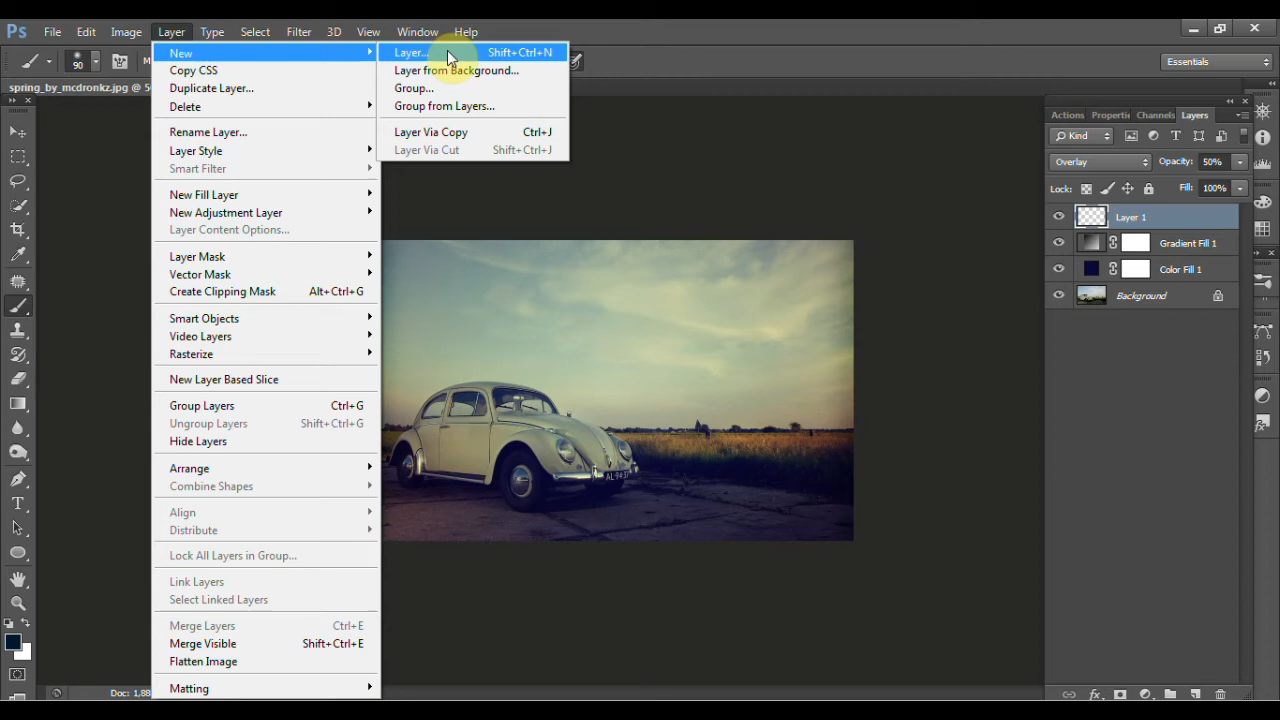 Ps File Edit Image Layer Type Select Filter 3D View Window Help
90
Essentials
spring_by_mcdronkz.jpg @
New
Copy CSS
Duplicate Layer...
Delete
Rename Layer...
Layer Style
Smart Filter
New Fill Layer
New Adjustment Layer
Layer Content Options...
Layer Mask
Vector Mask
Create Clipping Mask Alt+Ctrl+G
Smart Objects
Video Layers
Rasterize
New Layer Based Slice
Group Layers Ctrl+G
Ungroup Layers Shift+Ctrl+G
Hide Layers
Arrange
Combine Shapes
Align
Distribute
Lock All Layers in Group...
Link Layers
Select Linked Layers
Merge Layers Ctrl+E
Merge Visible Shift+Ctrl+E
Flatten Image
Matting
Layer... Shift+Ctrl+N
Layer from Background...
Group...
Group from Layers...
Layer Via Copy Ctrl+J
Layer Via Cut Shift+Ctrl+J
Actions Properti Channels Layers
Kind
Overlay Opacity: 50%
Lock: Fill: 100%
Layer 1
Gradient Fill 1
Color Fill 1
Background
Doc: 1,88